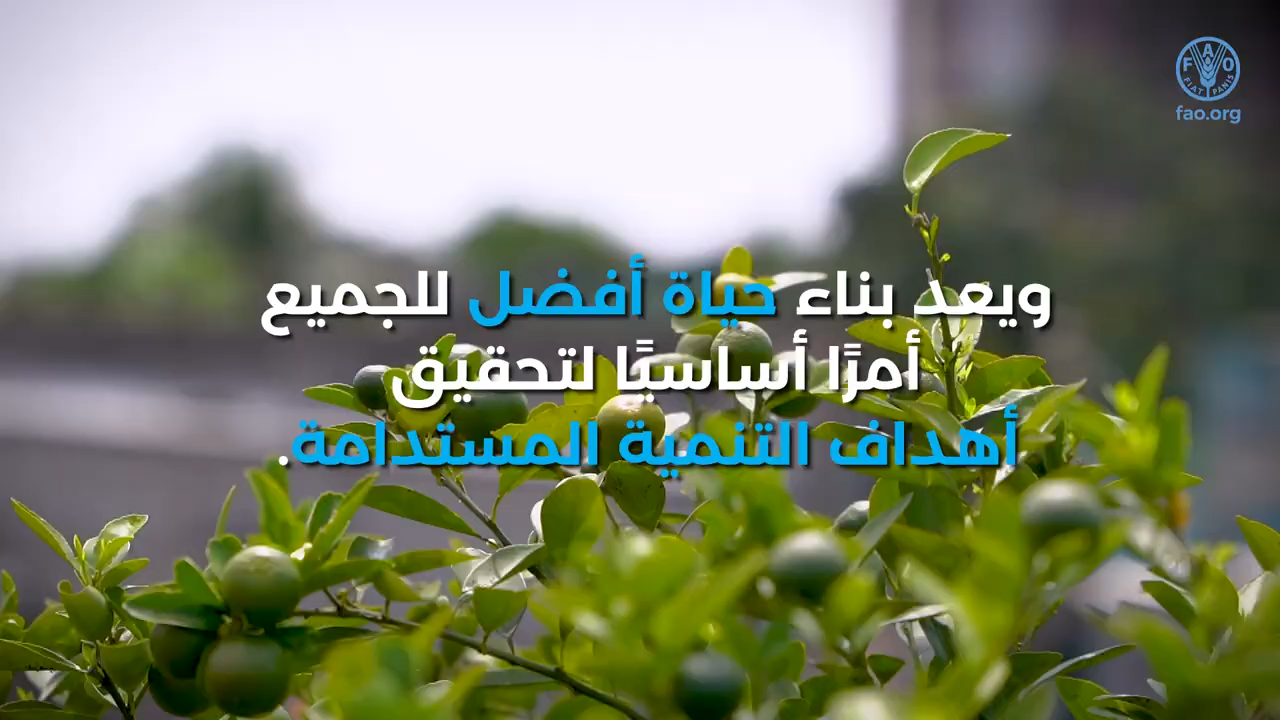 FAO
FIAT PANIS
fao.org
ويعد بناء حياة أفضل للجميع
أمرًا أساسيًا لتحقيق
أهداف التنمية المستدامة.